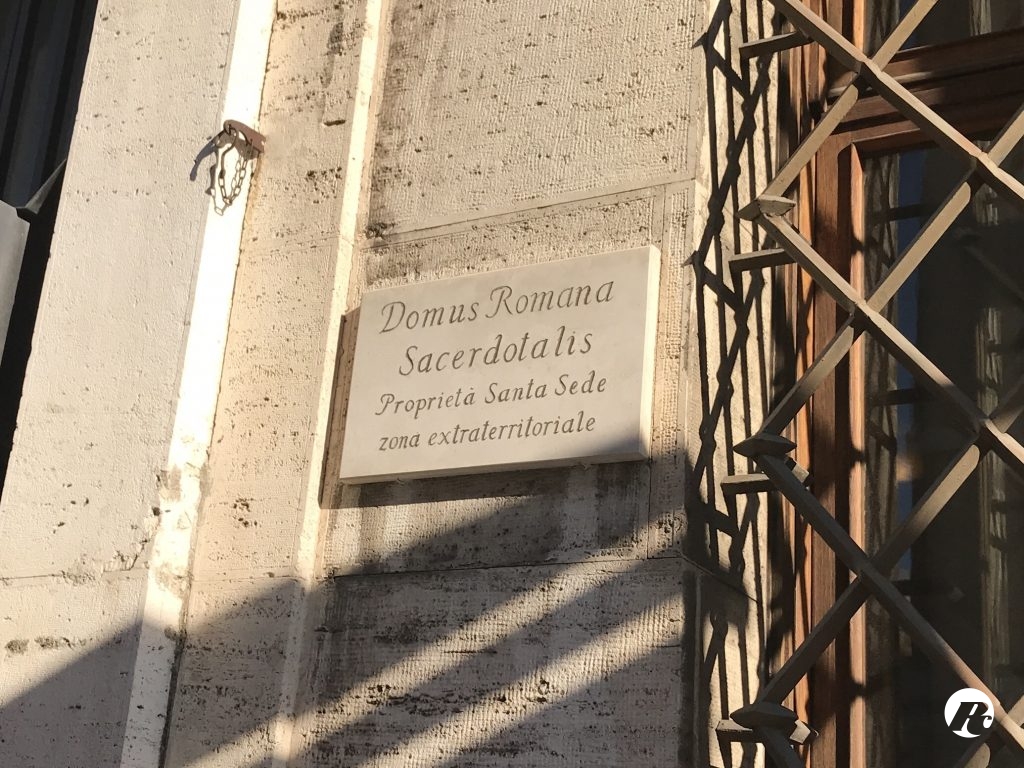 Domus Romana
Sacerdotalis
Proprietà Santa Sede
zona extraterritoriale